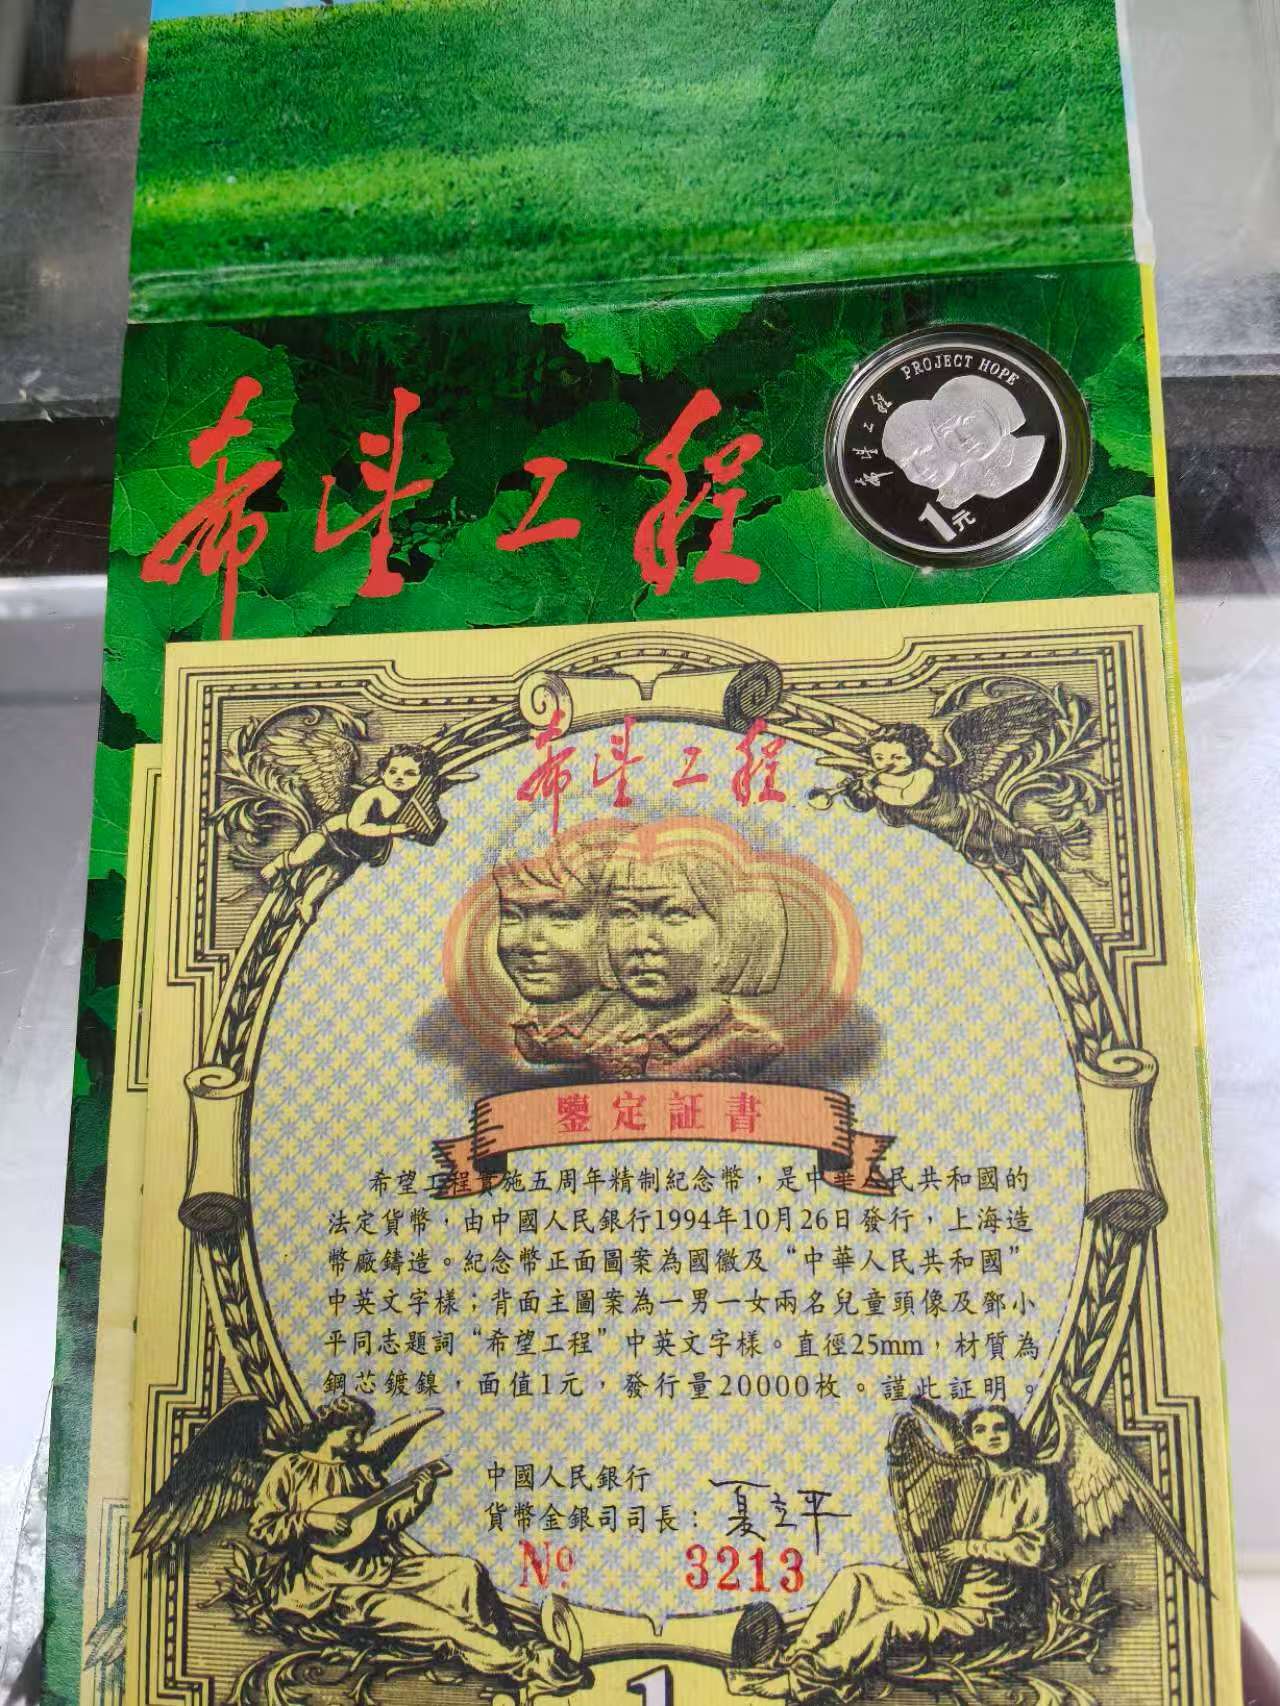 PROJECT HOPE
希望工程
1元
希望工程
希望工程
鑒定証書
希望工程實施五周年精制紀念幣，是中華人民共和國的
法定貨幣，由中國人民銀行1994年10月26日發行，上海造
幣廠鑄造。紀念幣正面圖案為國徽及“中華人民共和國”
中英文字樣；背面主圖案為一男一女兩名兒童頭像及鄧小
平同志題詞“希望工程”中英文字樣。直徑25mm，材質為
鋼芯鍍鎳，面值1元，發行量20000枚。謹此証明。
中國人民銀行
貨幣金銀司司長：夏立平
Nº 3213
1